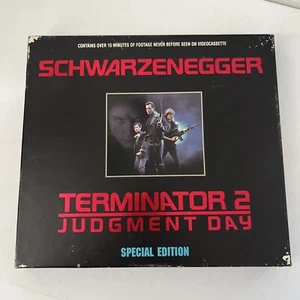 CONTAINS OVER 15 MINUTES OF FOOTAGE NEVER BEFORE SEEN ON VIDEOCASSETTE
SCHWARZENEGGER
TERMINATOR 2
JUDGMENT DAY
SPECIAL EDITION